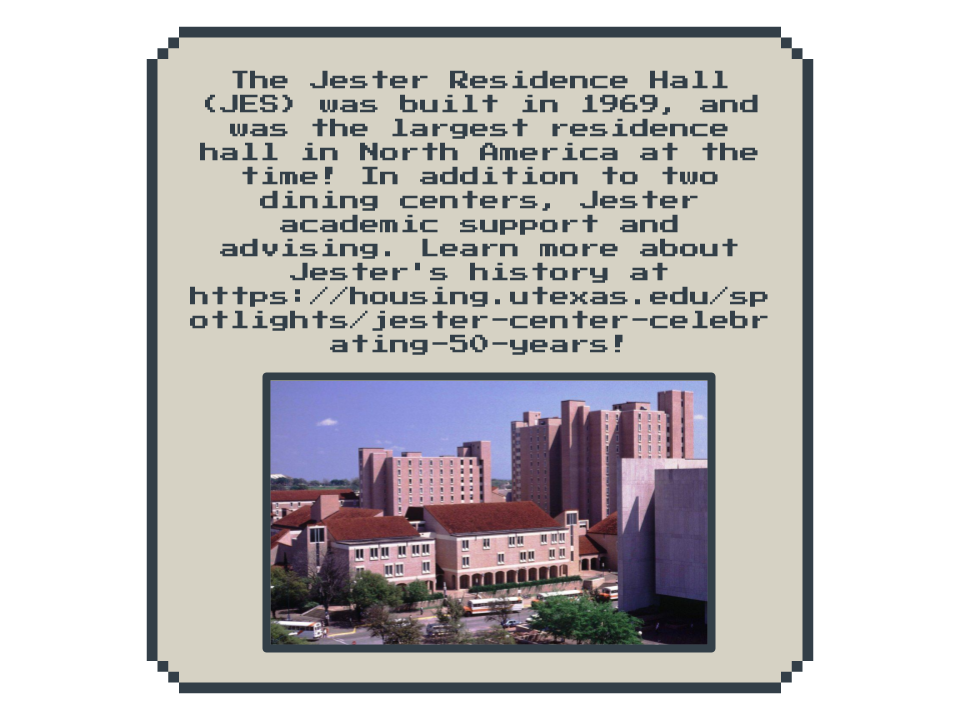 The Jester Residence Hall
(JES) was built in 1969, and
was the largest residence
hall in North America at the
time! In addition to two
dining centers, Jester
academic support and
advising. Learn more about
Jester's history at
https://housing.utexas.edu/sp
otlights/jester-center-celebr
ating-50-years!